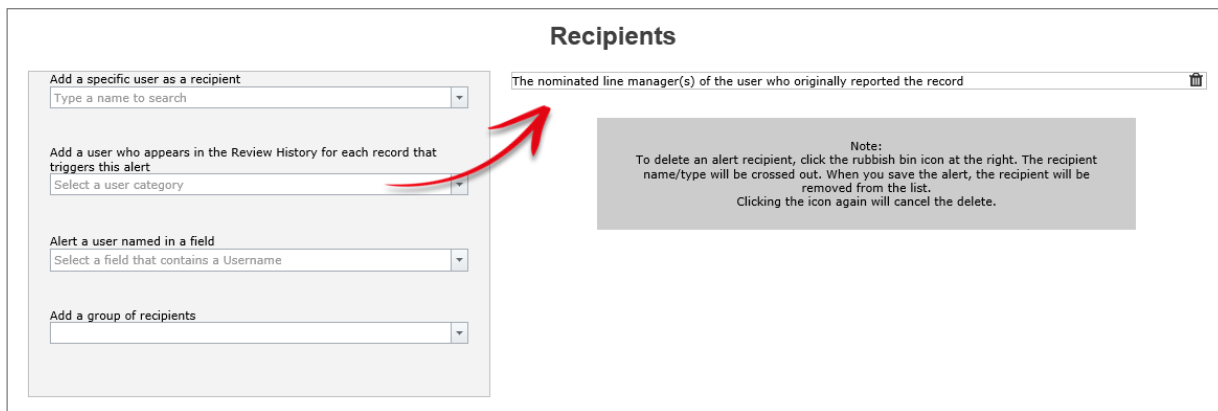 Recipients
Add a specific user as a recipient
Type a name to search
Add a user who appears in the Review History for each record that
triggers this alert
Select a user category
Alert a user named in a field
Select a field that contains a Username
Add a group of recipients
The nominated line manager(s) of the user who originally reported the record
Note:
To delete an alert recipient, click the rubbish bin icon at the right. The recipient
name/type will be crossed out. When you save the alert, the recipient will be
removed from the list.
Clicking the icon again will cancel the delete.